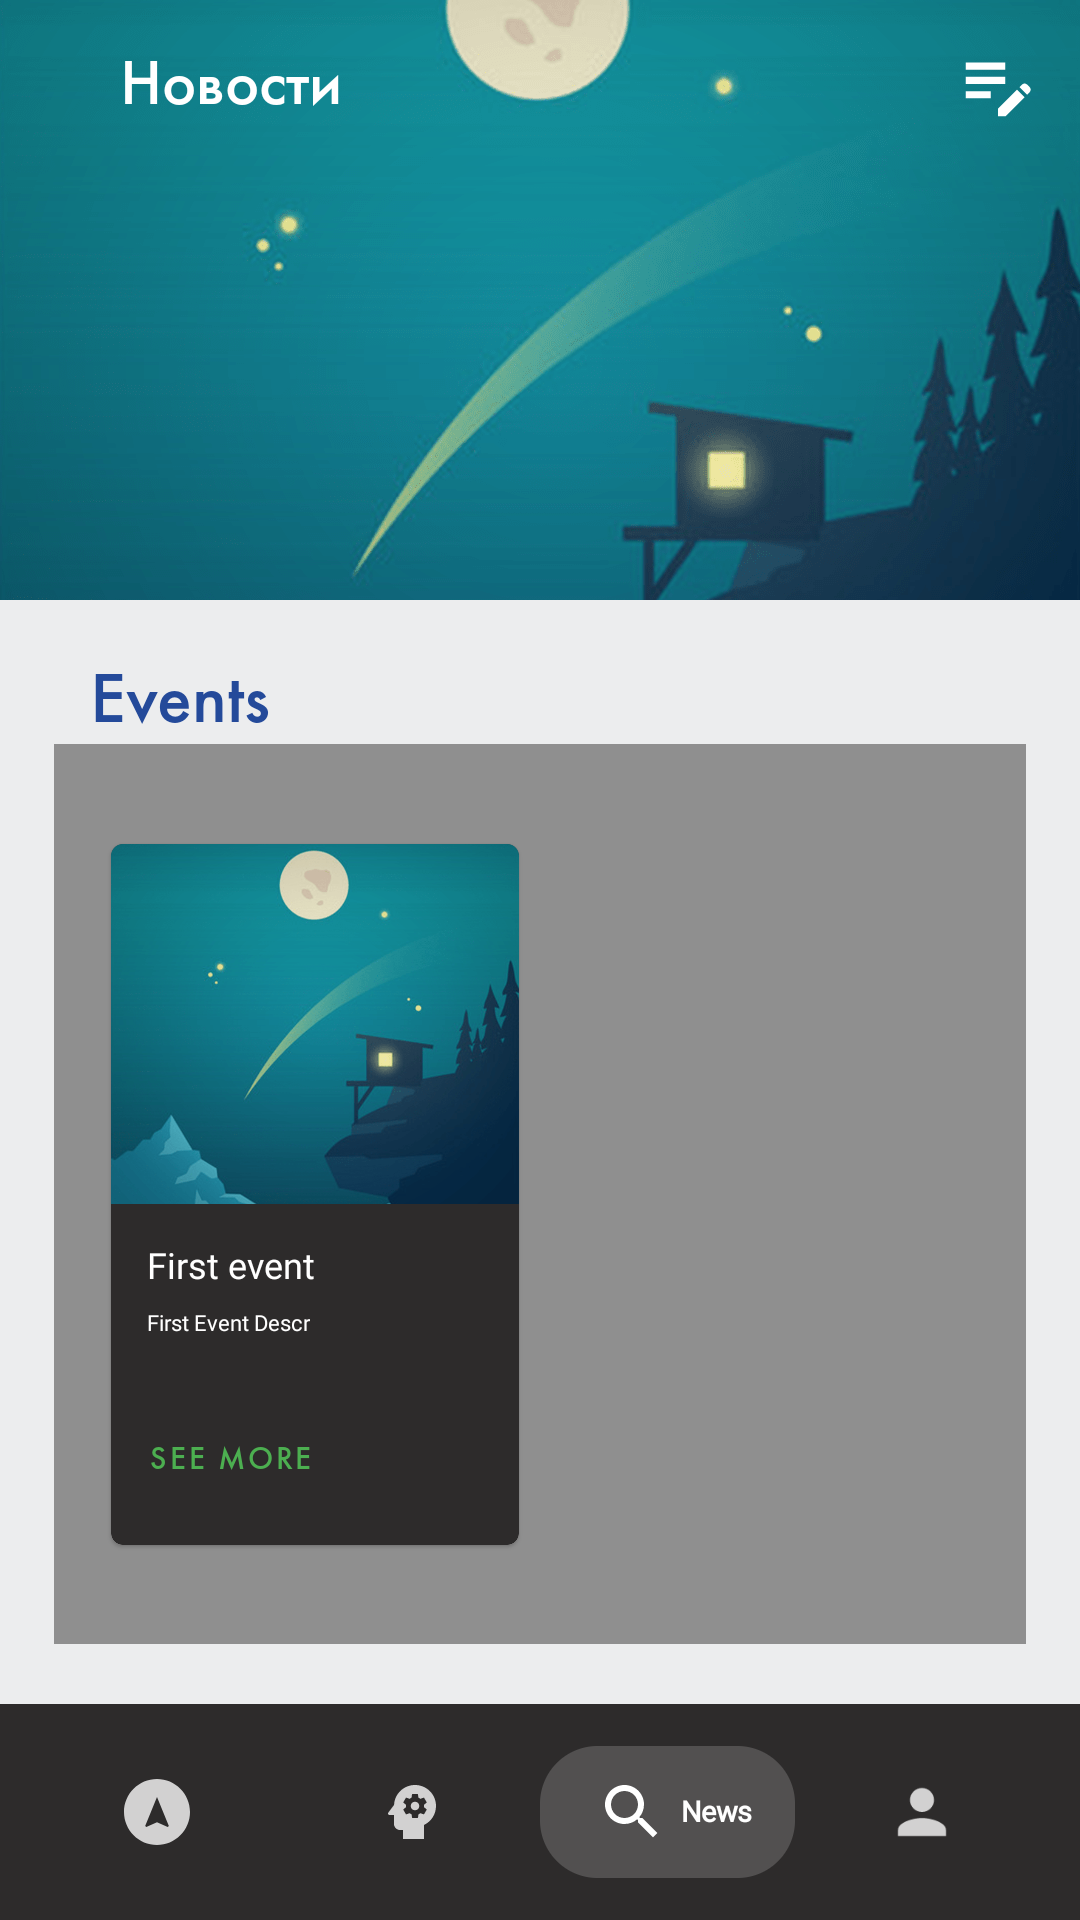 Новости
Events
First event
First Event Descr
SEE MORE
News